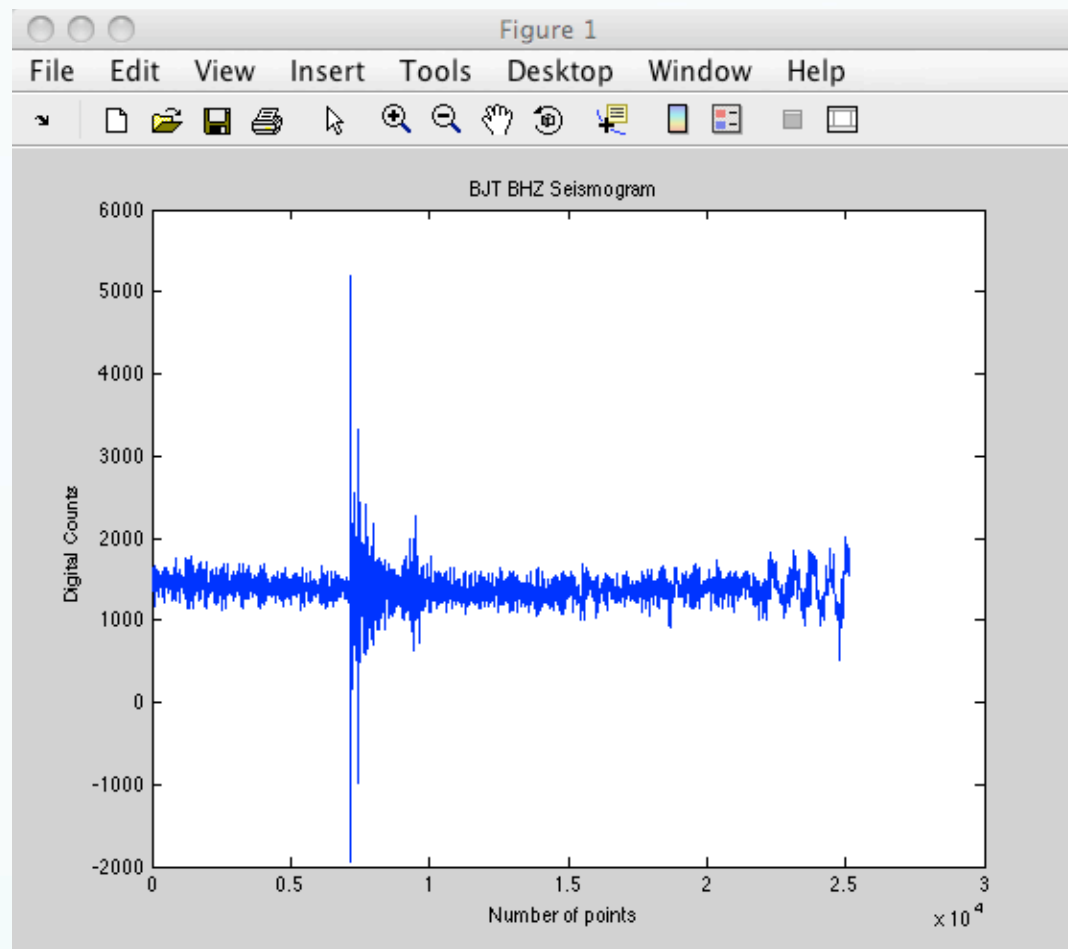 Figure 1
File Edit View Insert Tools Desktop Window Help
BJT BHZ Seismogram
6000
5000
4000
3000
2000
1000
0
-1000
-2000
Digital Counts
0 0.5 1 1.5 2 2.5 3
Number of points
x 10^4